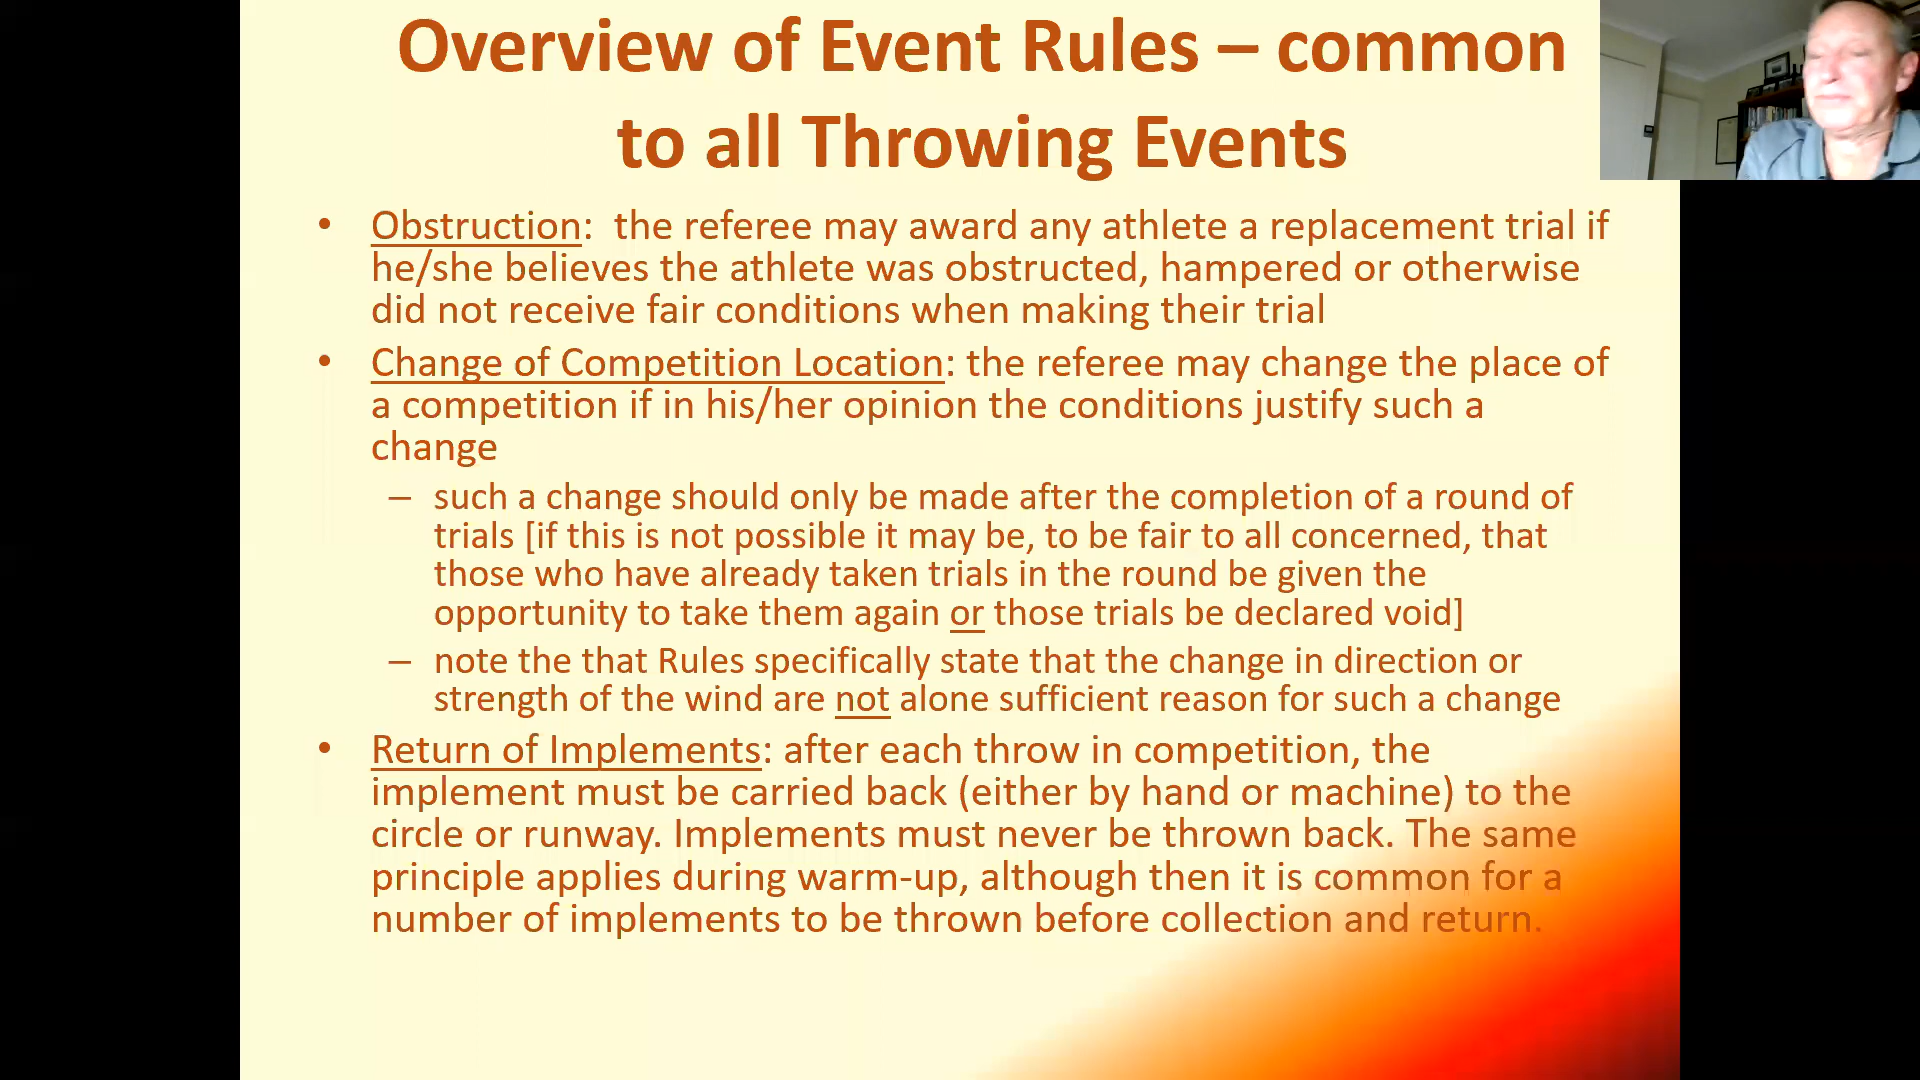 Overview of Event Rules – common
to all Throwing Events
• Obstruction: the referee may award any athlete a replacement trial if
he/she believes the athlete was obstructed, hampered or otherwise
did not receive fair conditions when making their trial
• Change of Competition Location: the referee may change the place of
a competition if in his/her opinion the conditions justify such a
change
– such a change should only be made after the completion of a round of
trials [if this is not possible it may be, to be fair to all concerned, that
those who have already taken trials in the round be given the
opportunity to take them again or those trials be declared void]
– note the that Rules specifically state that the change in direction or
strength of the wind are not alone sufficient reason for such a change
• Return of Implements: after each throw in competition, the
implement must be carried back (either by hand or machine) to the
circle or runway. Implements must never be thrown back. The same
principle applies during warm-up, although then it is common for a
number of implements to be thrown before collection and return.